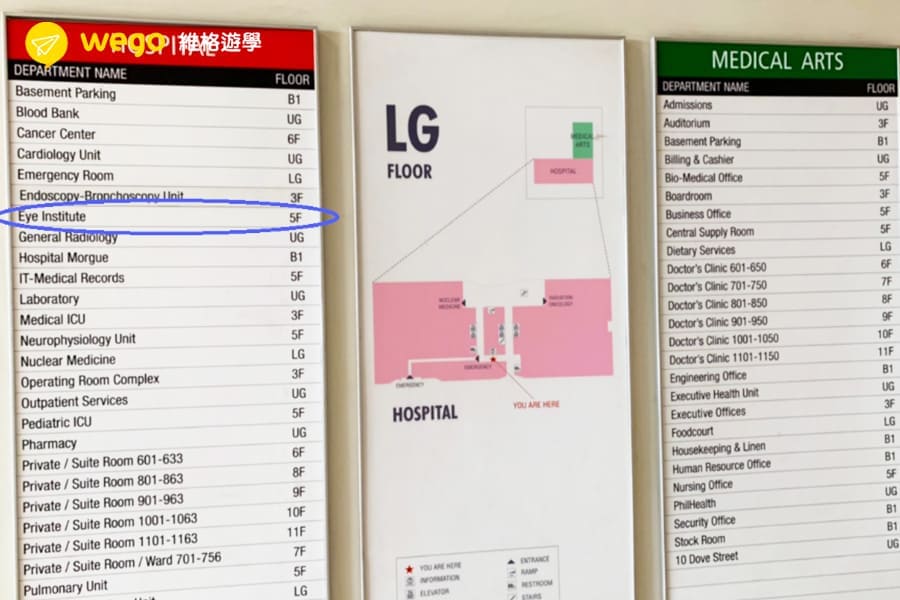 wego 維格遊學
HOSPITAL
DEPARTMENT NAME FLOOR
Basement Parking B1
Blood Bank UG
Cancer Center 6F
Cardiology Unit UG
Emergency Room LG
Endoscopy-Bronchoscopy Unit 3F
Eye Institute 5F
General Radiology UG
Hospital Morgue B1
IT-Medical Records 5F
Laboratory UG
Medical ICU 3F
Neurophysiology Unit 5F
Nuclear Medicine LG
Operating Room Complex 3F
Outpatient Services UG
Pediatric ICU 5F
Pharmacy UG
Private / Suite Room 601-633 6F
Private / Suite Room 801-863 8F
Private / Suite Room 901-963 9F
Private / Suite Room 1001-1063 10F
Private / Suite Room 1101-1163 11F
Private / Suite Room / Ward 701-756 7F
Pulmonary Unit 5F
Unit LG
LG
FLOOR
MEDICAL
ARTS
HOSPITAL
NUCLEAR
MEDICINE
RADIATION
ONCOLOGY
EMERGENCY
EMERGENCY
HOSPITAL
YOU ARE HERE
YOU ARE HERE
INFORMATION
ELEVATOR
ENTRANCE
RAMP
RESTROOM
STAIRS
MEDICAL ARTS
DEPARTMENT NAME FLOOR
Admissions UG
Auditorium 3F
Basement Parking B1
Billing & Cashier UG
Bio-Medical Office 5F
Boardroom 3F
Business Office 5F
Central Supply Room 5F
Dietary Services LG
Doctor's Clinic 601-650 6F
Doctor's Clinic 701-750 7F
Doctor's Clinic 801-850 8F
Doctor's Clinic 901-950 9F
Doctor's Clinic 1001-1050 10F
Doctor's Clinic 1101-1150 11F
Engineering Office B1
Executive Health Unit UG
Executive Offices 3F
Foodcourt LG
Housekeeping & Linen B1
Human Resource Office B1
Nursing Office 5F
PhilHealth UG
Security Office B1
Stock Room B1
10 Dove Street UG